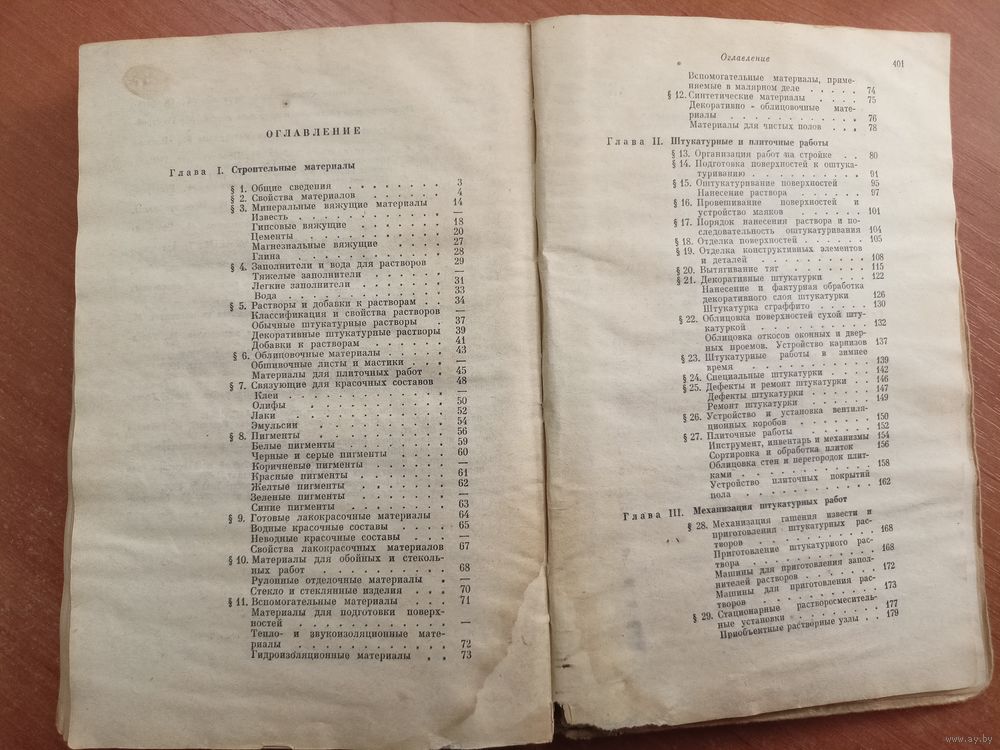 ОГЛАВЛЕНИЕ
Глава I. Строительные материалы
§ 1. Общие сведения . . . . . . . . 3
§ 2. Свойства материалов . . . . . . 4
§ 3. Минеральные вяжущие материалы 14
Известь . . . . . . . . . . . —
Гипсовые вяжущие . . . . . . . 18
Цементы . . . . . . . . . . . 20
Магнезиальные вяжущие . . . . 27
Глина . . . . . . . . . . . . 28
§ 4. Заполнители и вода для растворов 29
Тяжелые заполнители . . . . . —
Легкие заполнители . . . . . . 31
Вода . . . . . . . . . . . . 33
§ 5. Растворы и добавки к растворам . . 34
Классификация и свойства растворов —
Обычные штукатурные растворы . 37
Декоративные штукатурные растворы 39
Добавки к растворам . . . . . 41
§ 6. Облицовочные материалы . . . . . 43
Обшивочные листы и мастики . . . —
Материалы для плиточных работ . 45
§ 7. Связующие для красочных составов 48
Клеи . . . . . . . . . . . . —
Олифы . . . . . . . . . . . 50
Лаки . . . . . . . . . . . . 52
Эмульсии . . . . . . . . . . 54
§ 8. Пигменты . . . . . . . . . . 56
Белые пигменты . . . . . . . . 59
Черные и серые пигменты . . . . 60
Коричневые пигменты . . . . . . —
Красные пигменты . . . . . . . 61
Желтые пигменты . . . . . . . 62
Зеленые пигменты . . . . . . . —
Синие пигменты . . . . . . . . 63
§ 9. Готовые лакокрасочные материалы 64
Водные красочные составы . . . . 65
Неводные красочные составы . . . —
Свойства лакокрасочных материалов 67
§ 10. Материалы для обойных и стеколь-
ных работ . . . . . . . . . . 68
Рулонные отделочные материалы . —
Стекло и стеклянные изделия . . . 70
§ 11. Вспомогательные материалы . . . . 71
Материалы для подготовки поверх-
ностей . . . . . . . . . . . —
Тепло- и звукоизоляционные мате-
риалы . . . . . . . . . . . 72
Гидроизоляционные материалы . . 73
Оглавление 401
Вспомогательные материалы, приме-
няемые в малярном деле . . . . . 74
§ 12. Синтетические материалы . . . . 75
Декоративно - облицовочные мате-
риалы . . . . . . . . . . . 76
Материалы для чистых полов . . . 78
Глава II. Штукатурные и плиточные работы
§ 13. Организация работ на стройке . . 80
§ 14. Подготовка поверхностей к оштука-
туриванию . . . . . . . . . . 91
§ 15. Оштукатуривание поверхностей 95
Нанесение раствора . . . . . . 97
§ 16. Провешивание поверхностей и
устройство маяков . . . . . . . 101
§ 17. Порядок нанесения раствора и по-
следовательность оштукатуривания 104
§ 18. Отделка поверхностей . . . . . . 105
§ 19. Отделка конструктивных элементов
и деталей . . . . . . . . . . 108
§ 20. Вытягивание тяг . . . . . . . 115
§ 21. Декоративные штукатурки . . . . 122
Нанесение и фактурная обработка
декоративного слоя штукатурки 126
Штукатурка сграффито . . . . . 130
§ 22. Облицовка поверхностей сухой шту-
катуркой . . . . . . . . . . 132
Облицовка откосов оконных и двер-
ных проемов. Устройство карнизов 137
§ 23. Штукатурные работы в зимнее
время . . . . . . . . . . . 139
§ 24. Специальные штукатурки . . . . 142
§ 25. Дефекты и ремонт штукатурки . . 146
Дефекты штукатурки . . . . . . 147
Ремонт штукатурки . . . . . . 149
§ 26. Устройство и установка вентиля-
ционных коробов . . . . . . . 150
§ 27. Плиточные работы . . . . . . . 152
Инструмент, инвентарь и механизмы 154
Сортировка и обработка плиток 156
Облицовка стен и перегородок плит-
ками . . . . . . . . . . . . 158
Устройство плиточных покрытий
пола . . . . . . . . . . . . 162
Глава III. Механизация штукатурных работ
§ 28. Механизация гашения извести и
приготовления штукатурных рас-
творов . . . . . . . . . . . 168
Приготовление штукатурного рас-
твора . . . . . . . . . . . 168
Машины для приготовления запол-
нителей растворов . . . . . . . 172
Машины для приготовления рас-
творов . . . . . . . . . . . 173
§ 29. Стационарные растворосмеситель-
ные установки . . . . . . . . 177
Приобъектные растворные узлы . . 179
www.ay.by